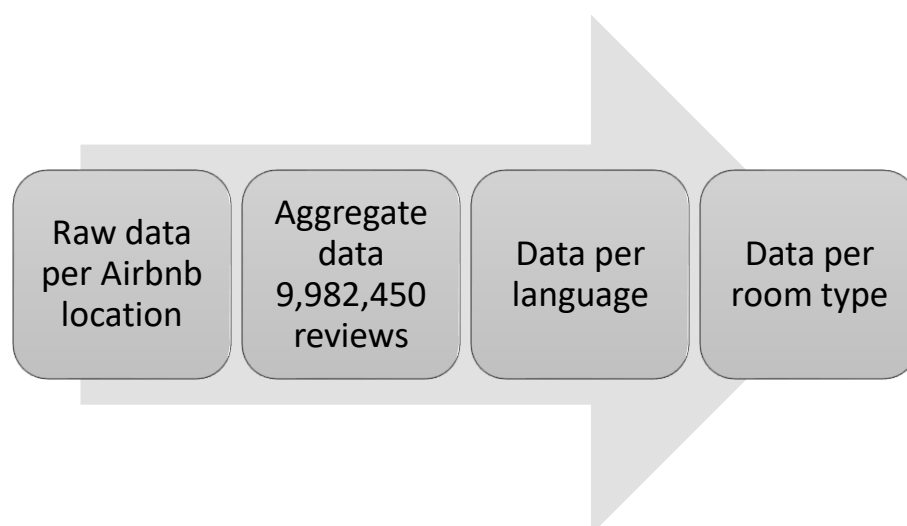 Raw data
per Airbnb
location
Aggregate
data
9,982,450
reviews
Data per
language
Data per
room type